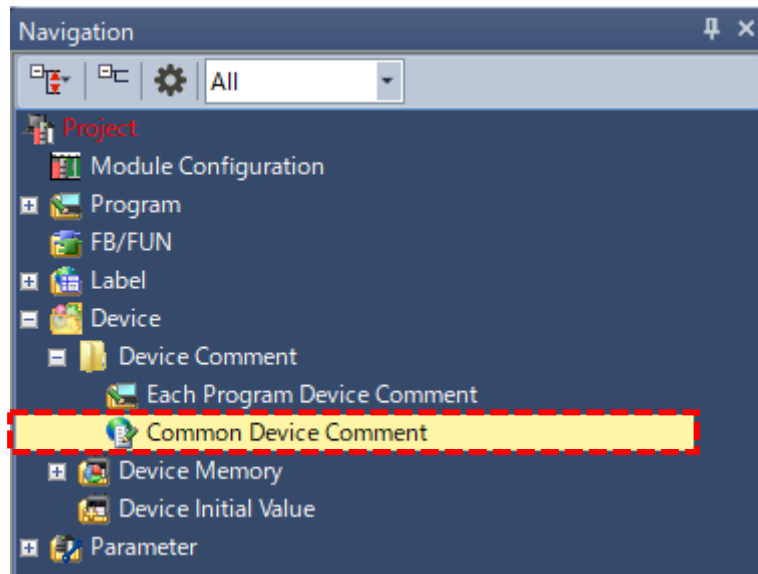 Navigation
All
Project
Module Configuration
Program
FB/FUN
Label
Device
Device Comment
Each Program Device Comment
Common Device Comment
Device Memory
Device Initial Value
Parameter